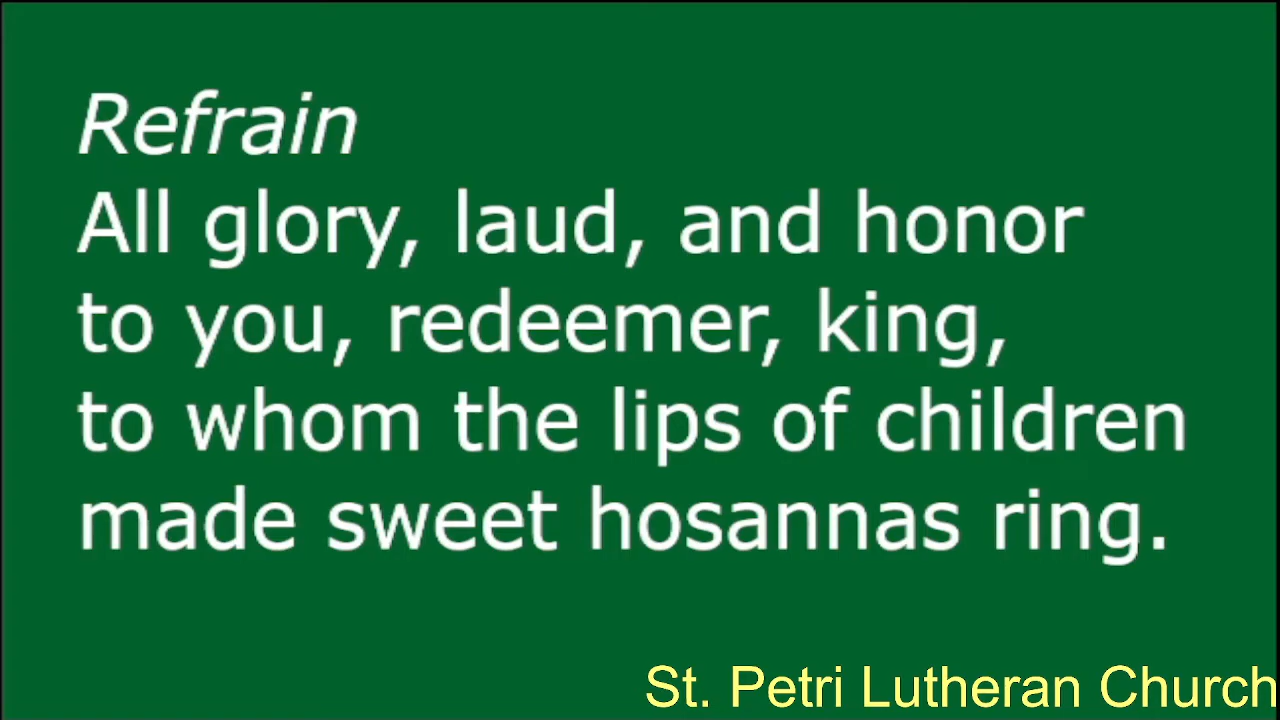 Refrain
All glory, laud, and honor
to you, redeemer, king,
to whom the lips of children
made sweet hosannas ring.
St. Petri Lutheran Church